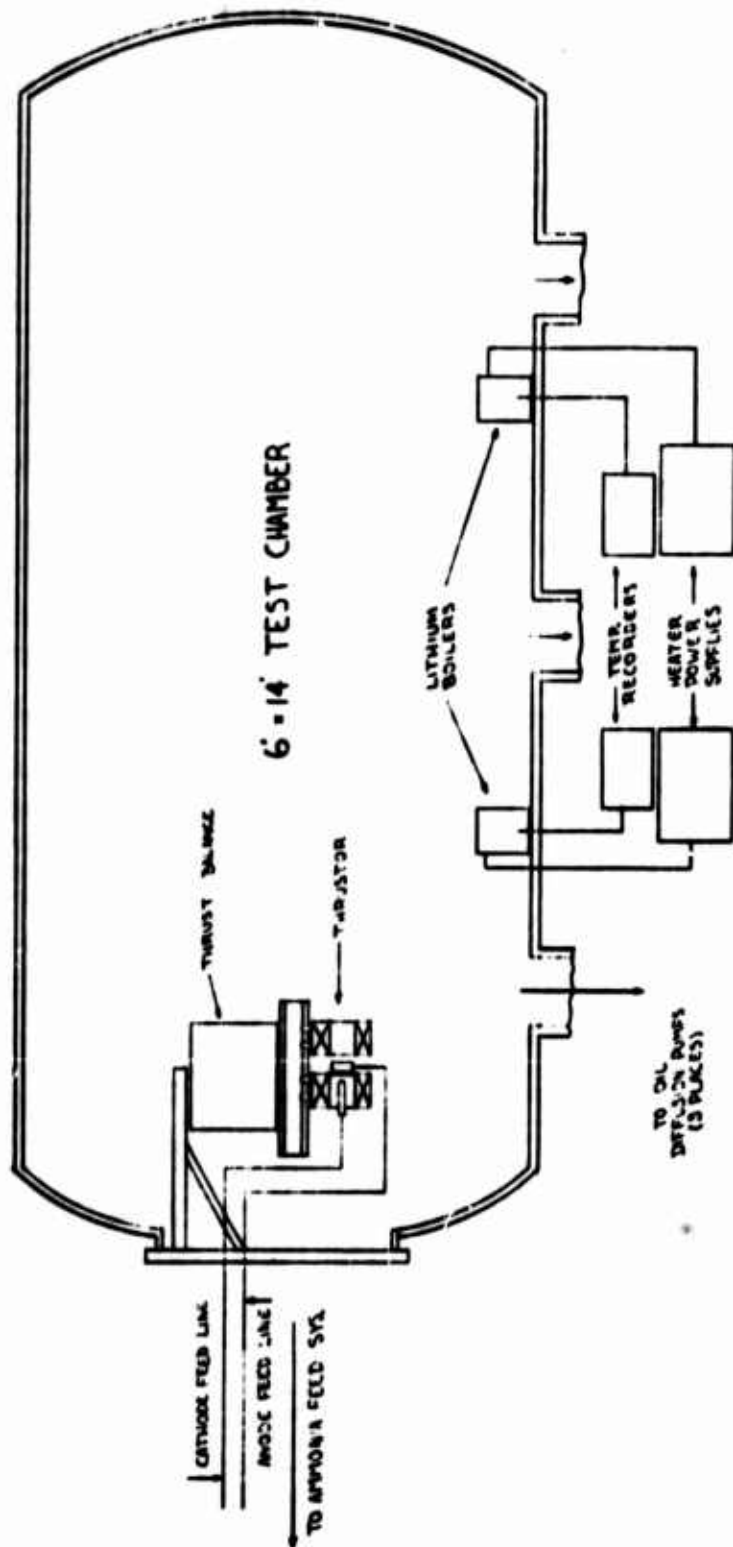 6' × 14' TEST CHAMBER
THRUST BALANCE
THRUSTOR
LITHIUM
BOILERS
CATHODE FEED LINE
ANODE FEED LINE
TO AMMONIA FEED SYS.
TEMP.
RECORDERS
HEATER
POWER
SUPPLIES
TO OIL
DIFFUSION PUMPS
(3 PLACES)